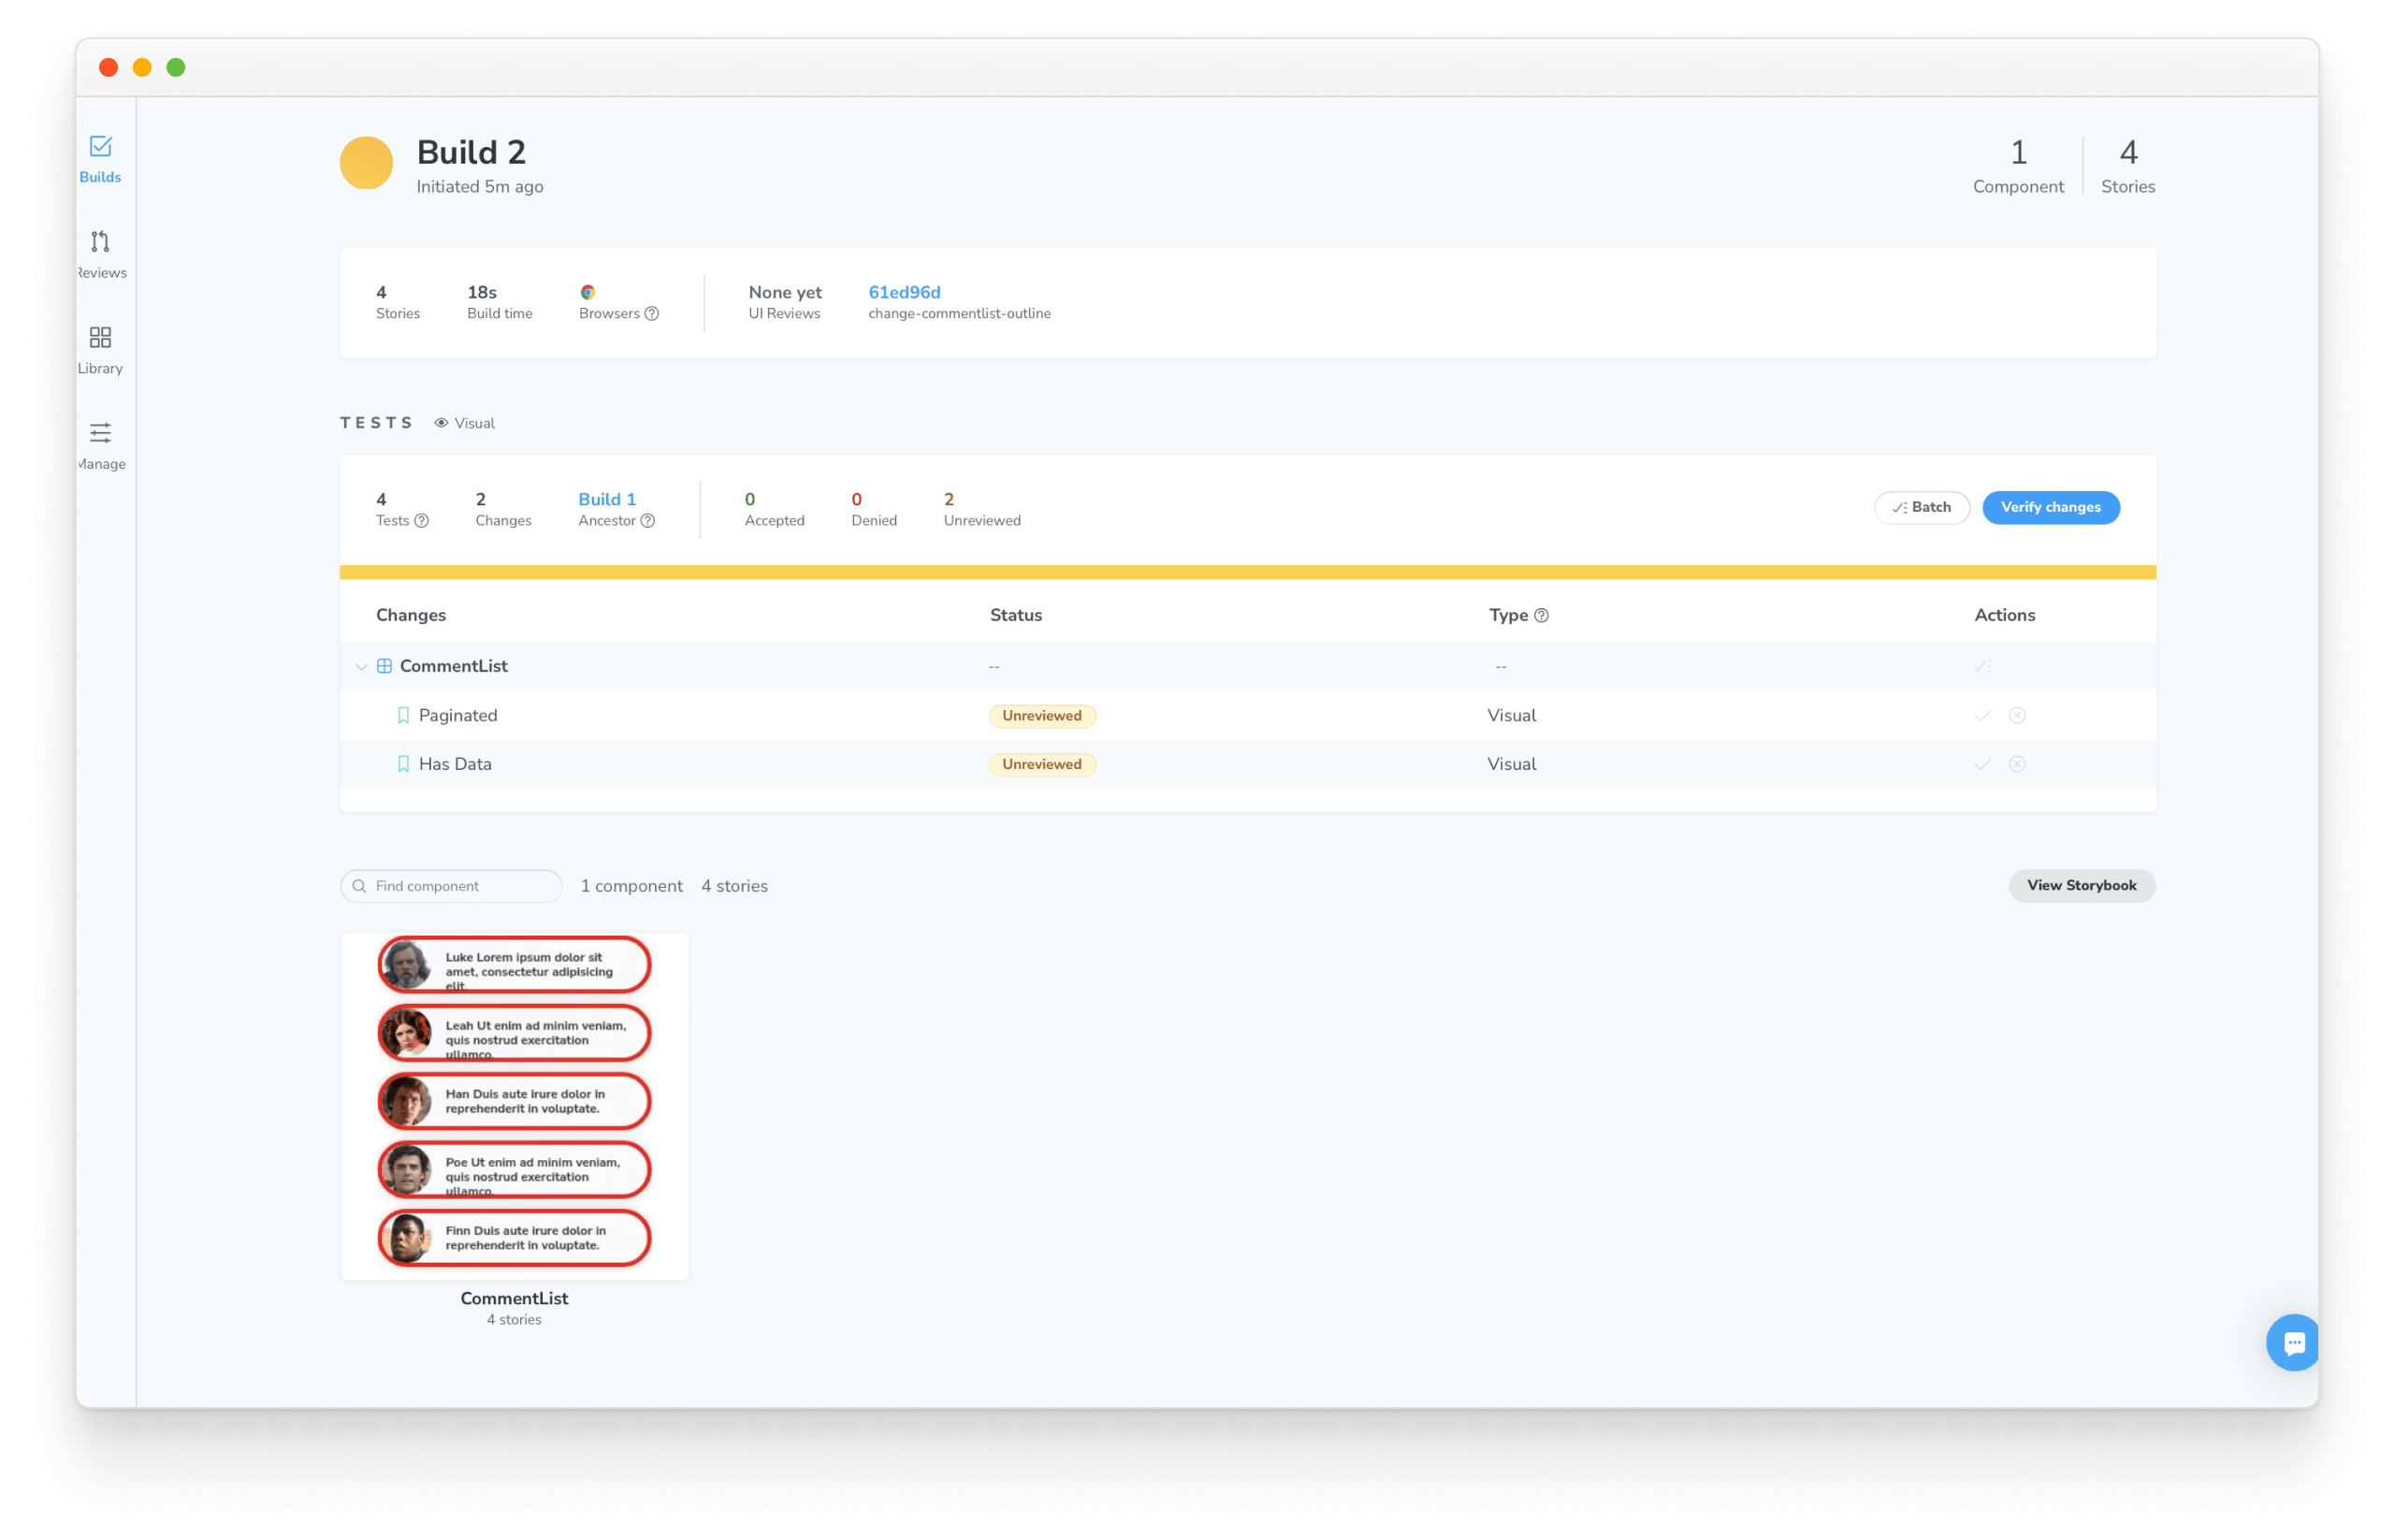 Builds
Reviews
Library
Manage
Build 2
Initiated 5m ago
1
Component
4
Stories
4
Stories
18s
Build time
Browsers
None yet
UI Reviews
61ed96d
change-commentlist-outline
TESTS Visual
4
Tests
2
Changes
Build 1
Ancestor
0
Accepted
0
Denied
2
Unreviewed
Batch
Verify changes
Changes Status Type Actions
CommentList -- --
Paginated Unreviewed Visual
Has Data Unreviewed Visual
Find component 1 component 4 stories View Storybook
Luke Lorem ipsum dolor sit
amet, consectetur adipisicing
elit.
Leah Ut enim ad minim veniam,
quis nostrud exercitation
ullamco.
Han Duis aute irure dolor in
reprehenderit in voluptate.
Poe Ut enim ad minim veniam,
quis nostrud exercitation
ullamco.
Finn Duis aute irure dolor in
reprehenderit in voluptate.
CommentList
4 stories